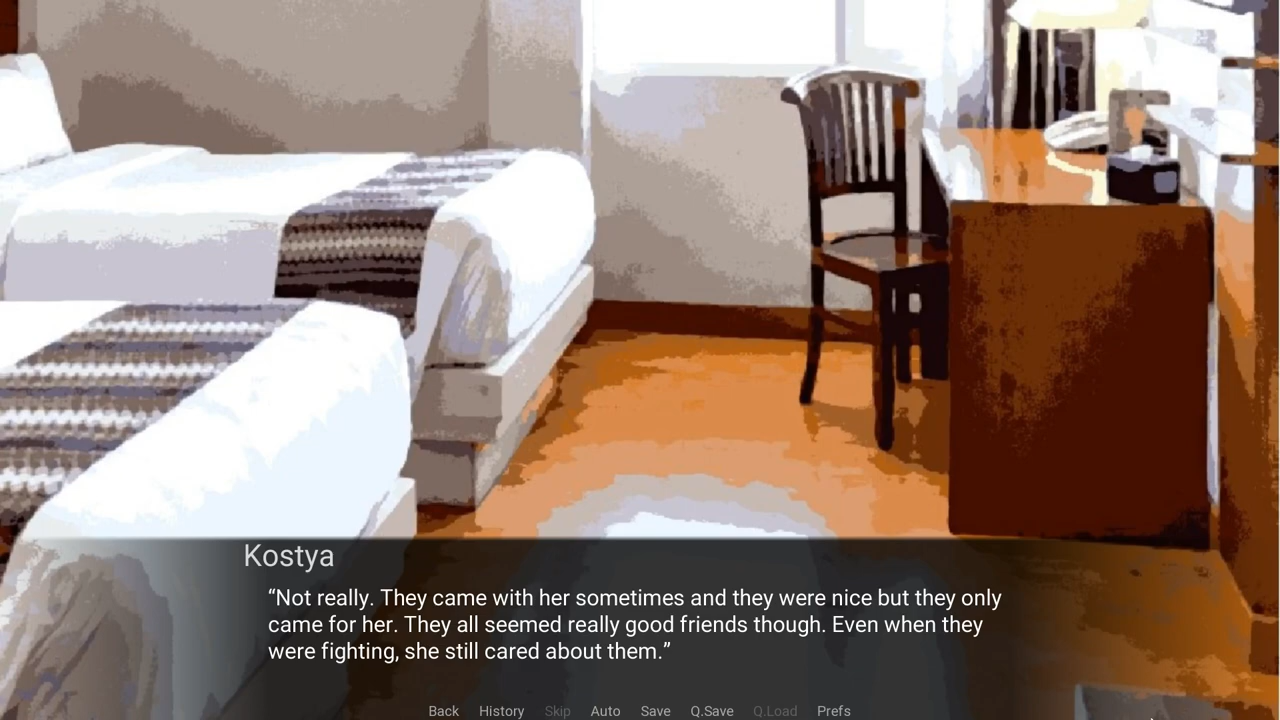 Kostya
“Not really. They came with her sometimes and they were nice but they only
came for her. They all seemed really good friends though. Even when they
were fighting, she still cared about them.”
Back History Skip Auto Save Q.Save Q.Load Prefs